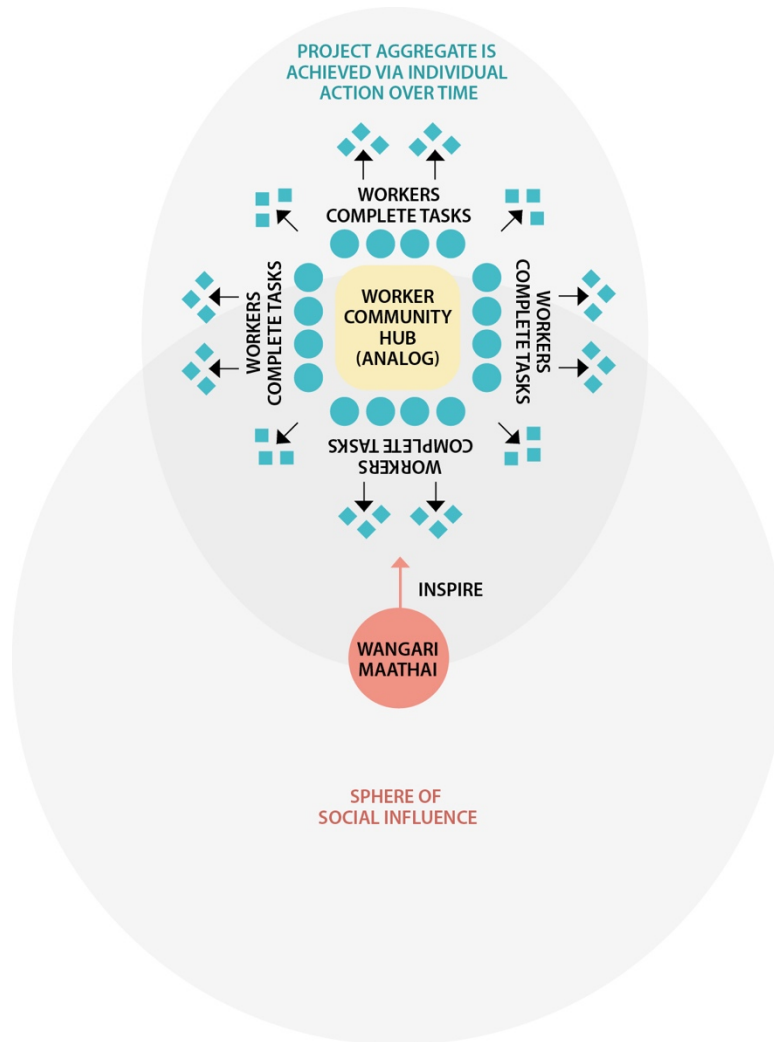 PROJECT AGGREGATE IS
ACHIEVED VIA INDIVIDUAL
ACTION OVER TIME
WORKERS
COMPLETE TASKS
WORKERS
COMPLETE TASKS
WORKER
COMMUNITY
HUB
(ANALOG)
WORKERS
COMPLETE TASKS
WORKERS
COMPLETE TASKS
INSPIRE
WANGARI
MAATHAI
SPHERE OF
SOCIAL INFLUENCE